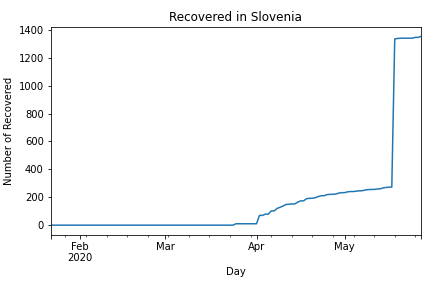 Recovered in Slovenia
Number of Recovered
1400
1200
1000
800
600
400
200
0
Feb
2020
Mar
Apr
May
Day